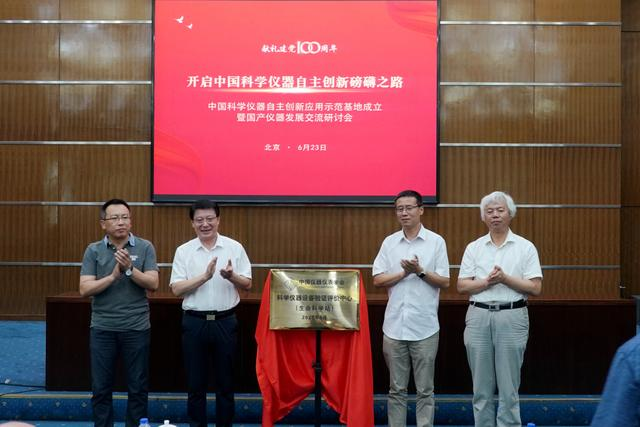 献礼建党100周年
开启中国科学仪器自主创新磅礴之路
中国科学仪器自主创新应用示范基地成立
暨国产仪器发展交流研讨会
北京 · 6月23日
中国仪器仪表学会
科学仪器设备验证评价中心
（生命科学站）